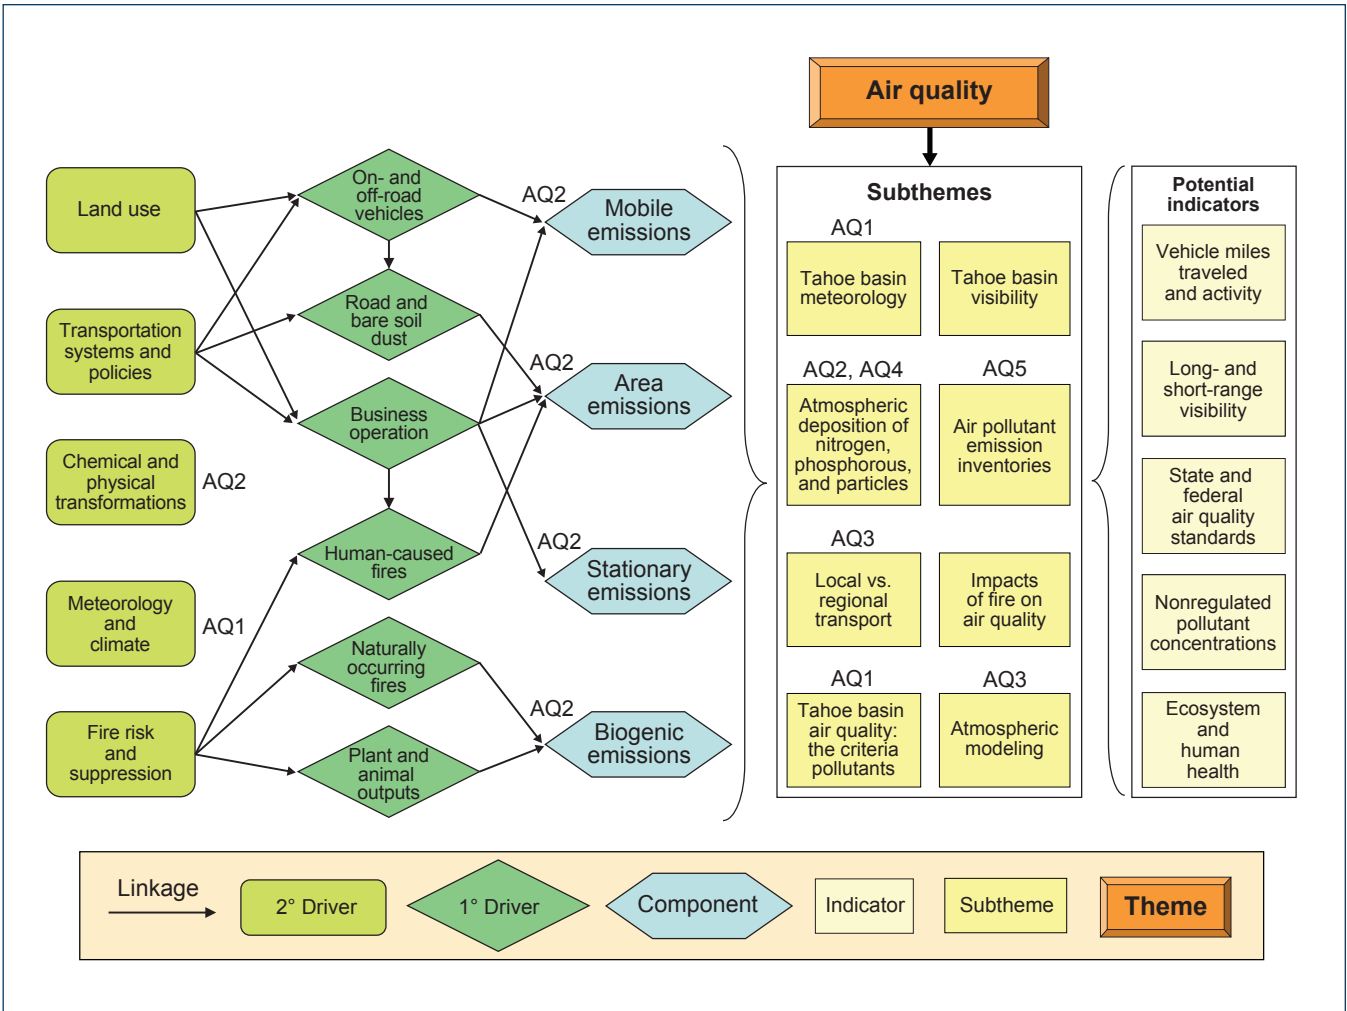 Air quality
Land use
Transportation
systems and
policies
Chemical and
physical
transformations
AQ2
Meteorology
and
climate
AQ1
Fire risk
and
suppression
On- and
off-road
vehicles
Road and
bare soil
dust
Business
operation
Human-caused
fires
Naturally
occurring
fires
Plant and
animal
outputs
AQ2
Mobile
emissions
AQ2
Area
emissions
AQ2
Stationary
emissions
AQ2
Biogenic
emissions
Subthemes
AQ1
Tahoe basin
meteorology
Tahoe basin
visibility
AQ2, AQ4
Atmospheric
deposition of
nitrogen,
phosphorous,
and particles
AQ5
Air pollutant
emission
inventories
AQ3
Local vs.
regional
transport
Impacts
of fire on
air quality
AQ1
Tahoe basin
air quality:
the criteria
pollutants
AQ3
Atmospheric
modeling
Potential
indicators
Vehicle miles
traveled
and activity
Long- and
short-range
visibility
State and
federal
air quality
standards
Nonregulated
pollutant
concentrations
Ecosystem
and
human
health
Linkage
2° Driver
1° Driver
Component
Indicator
Subtheme
Theme